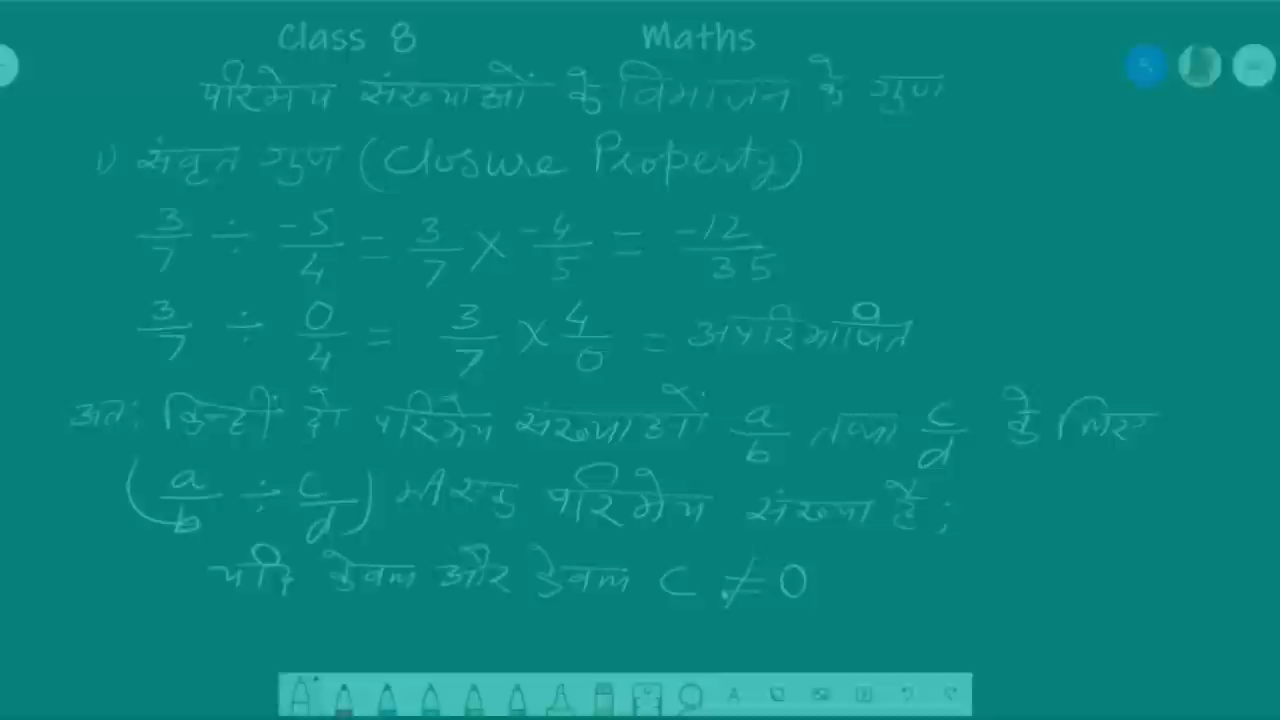 Class 8 Maths
परिमेय संख्याओं के विभाजन के गुण
1) संवृत गुण (Closure Property)
3/7 ÷ -5/4 = 3/7 × -4/5 = -12/35
3/7 ÷ 0/4 = 3/7 × 4/0 = अपरिभाषित
अतः किन्हीं दो परिमेय संख्याओं a/b तथा c/d के लिए
(a/b ÷ c/d) भी एक परिमेय संख्या है;
यदि केवल और केवल c ≠ 0